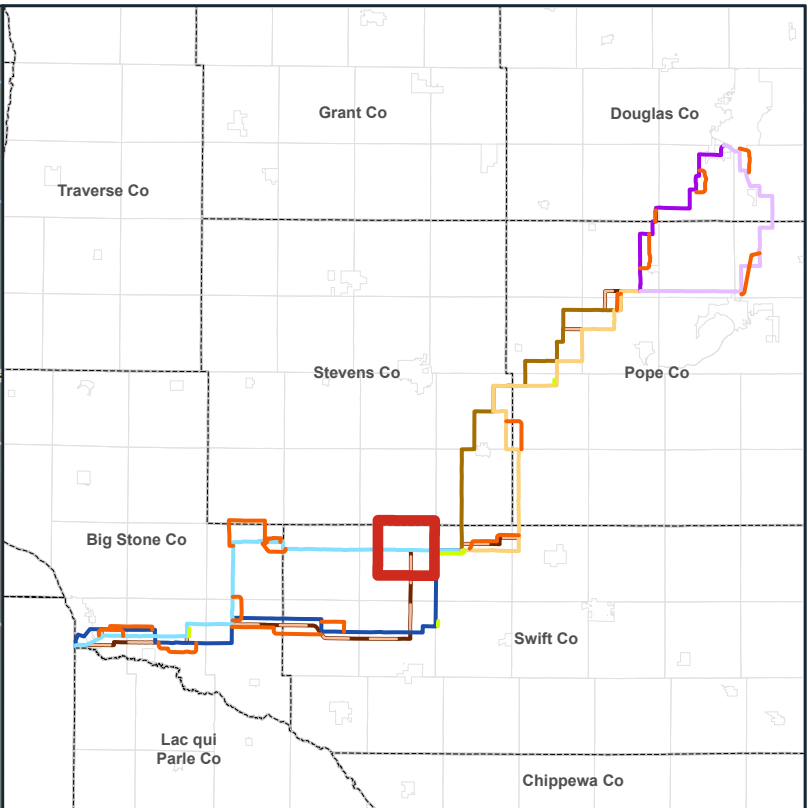 Grant Co
Douglas Co
Traverse Co
Stevens Co
Pope Co
Big Stone Co
Swift Co
Lac qui
Parle Co
Chippewa Co